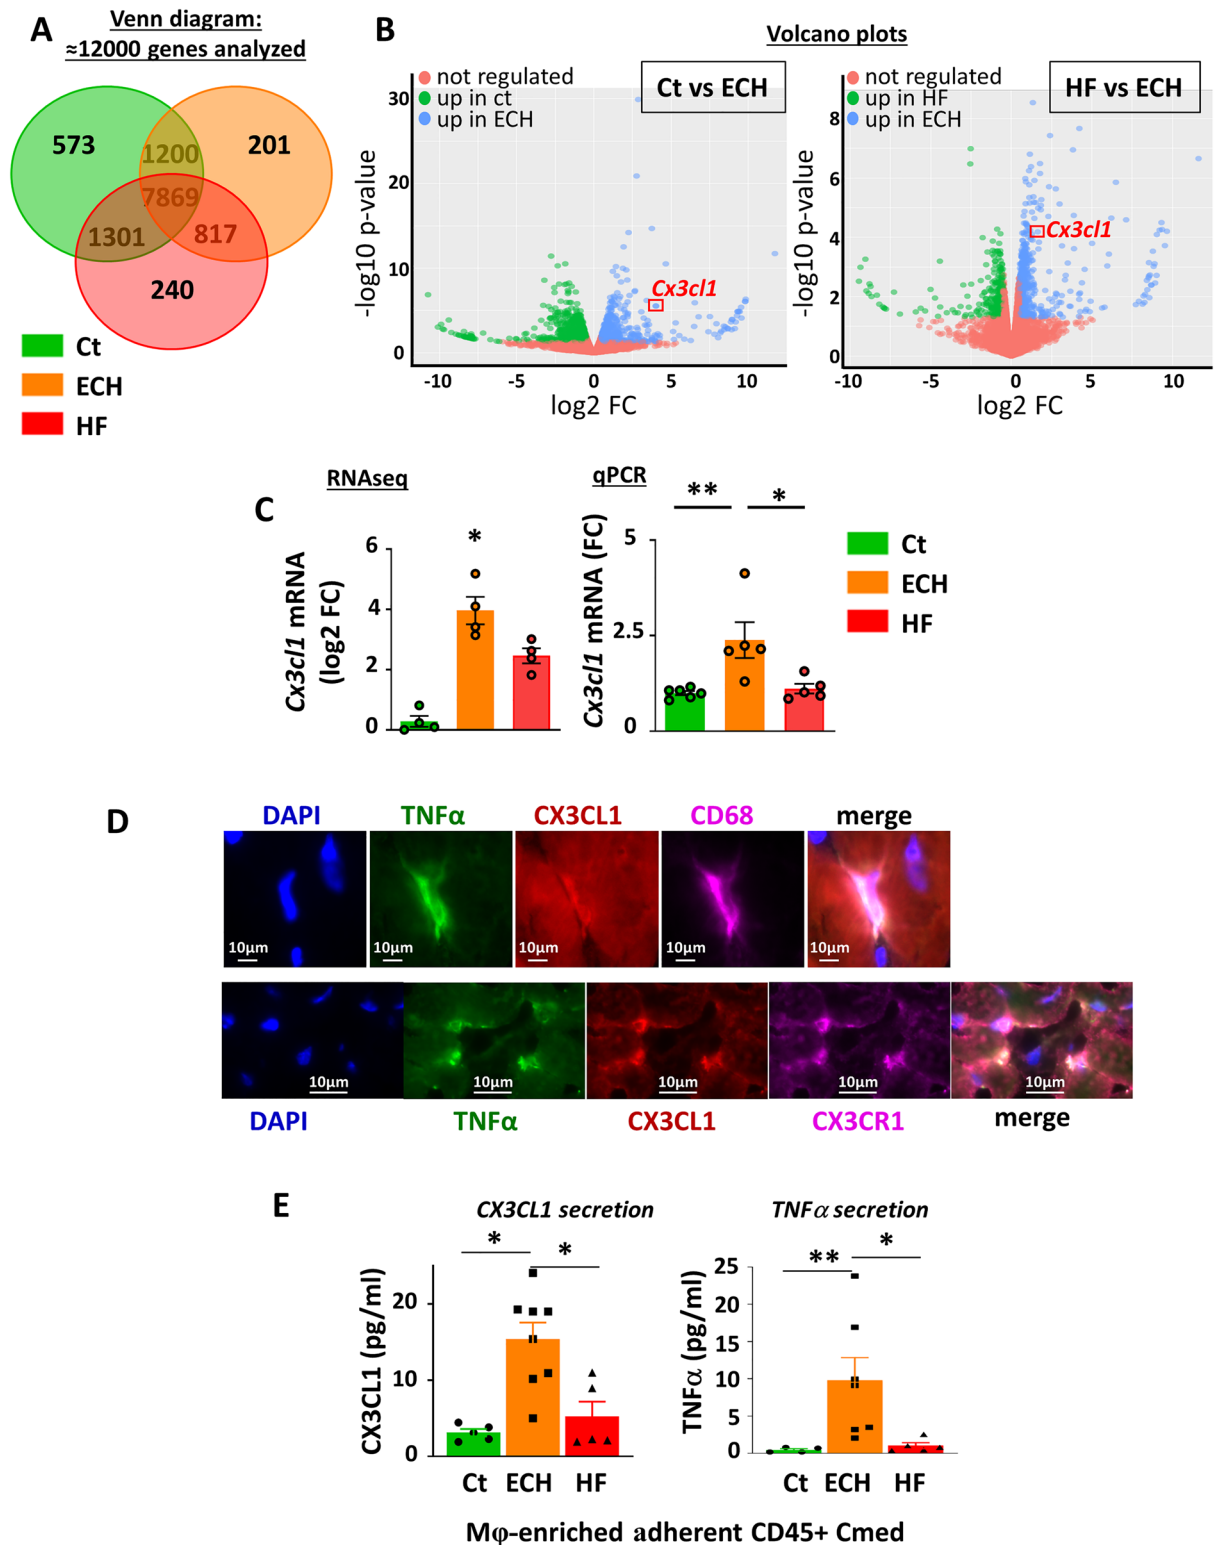 A
Venn diagram:
≈12000 genes analyzed
573
1200
201
7869
1301
817
240
Ct
ECH
HF
B
Volcano plots
not regulated
up in ct
up in ECH
Ct vs ECH
-log10 p-value
30
20
10
0
Cx3cl1
-10
-5
0
5
10
log2 FC
not regulated
up in HF
up in ECH
HF vs ECH
-log10 p-value
8
6
4
2
0
Cx3cl1
-10
-5
0
5
10
log2 FC
C
RNAseq
Cx3cl1 mRNA
(log2 FC)
6
4
2
0
*
qPCR
Cx3cl1 mRNA (FC)
5
2.5
0
**
*
Ct
ECH
HF
D
DAPI
TNFα
CX3CL1
CD68
merge
10µm
10µm
10µm
10µm
10µm
10µm
10µm
10µm
10µm
10µm
DAPI
TNFα
CX3CL1
CX3CR1
merge
E
CX3CL1 secretion
*
*
CX3CL1 (pg/ml)
20
10
0
Ct
ECH
HF
TNFα secretion
**
*
TNFα (pg/ml)
25
20
15
10
5
0
Ct
ECH
HF
Mφ-enriched adherent CD45+ Cmed